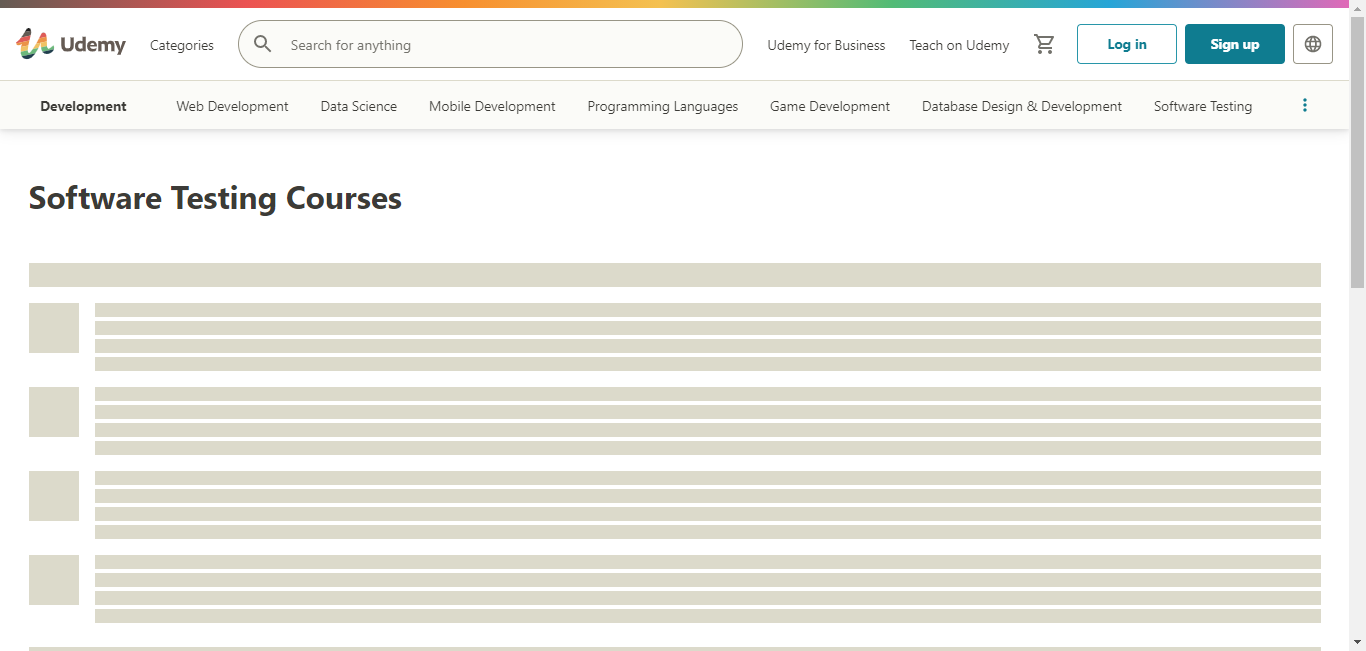 Udemy
Categories
Search for anything
Udemy for Business
Teach on Udemy
Log in
Sign up
Development
Web Development
Data Science
Mobile Development
Programming Languages
Game Development
Database Design & Development
Software Testing
Software Testing Courses